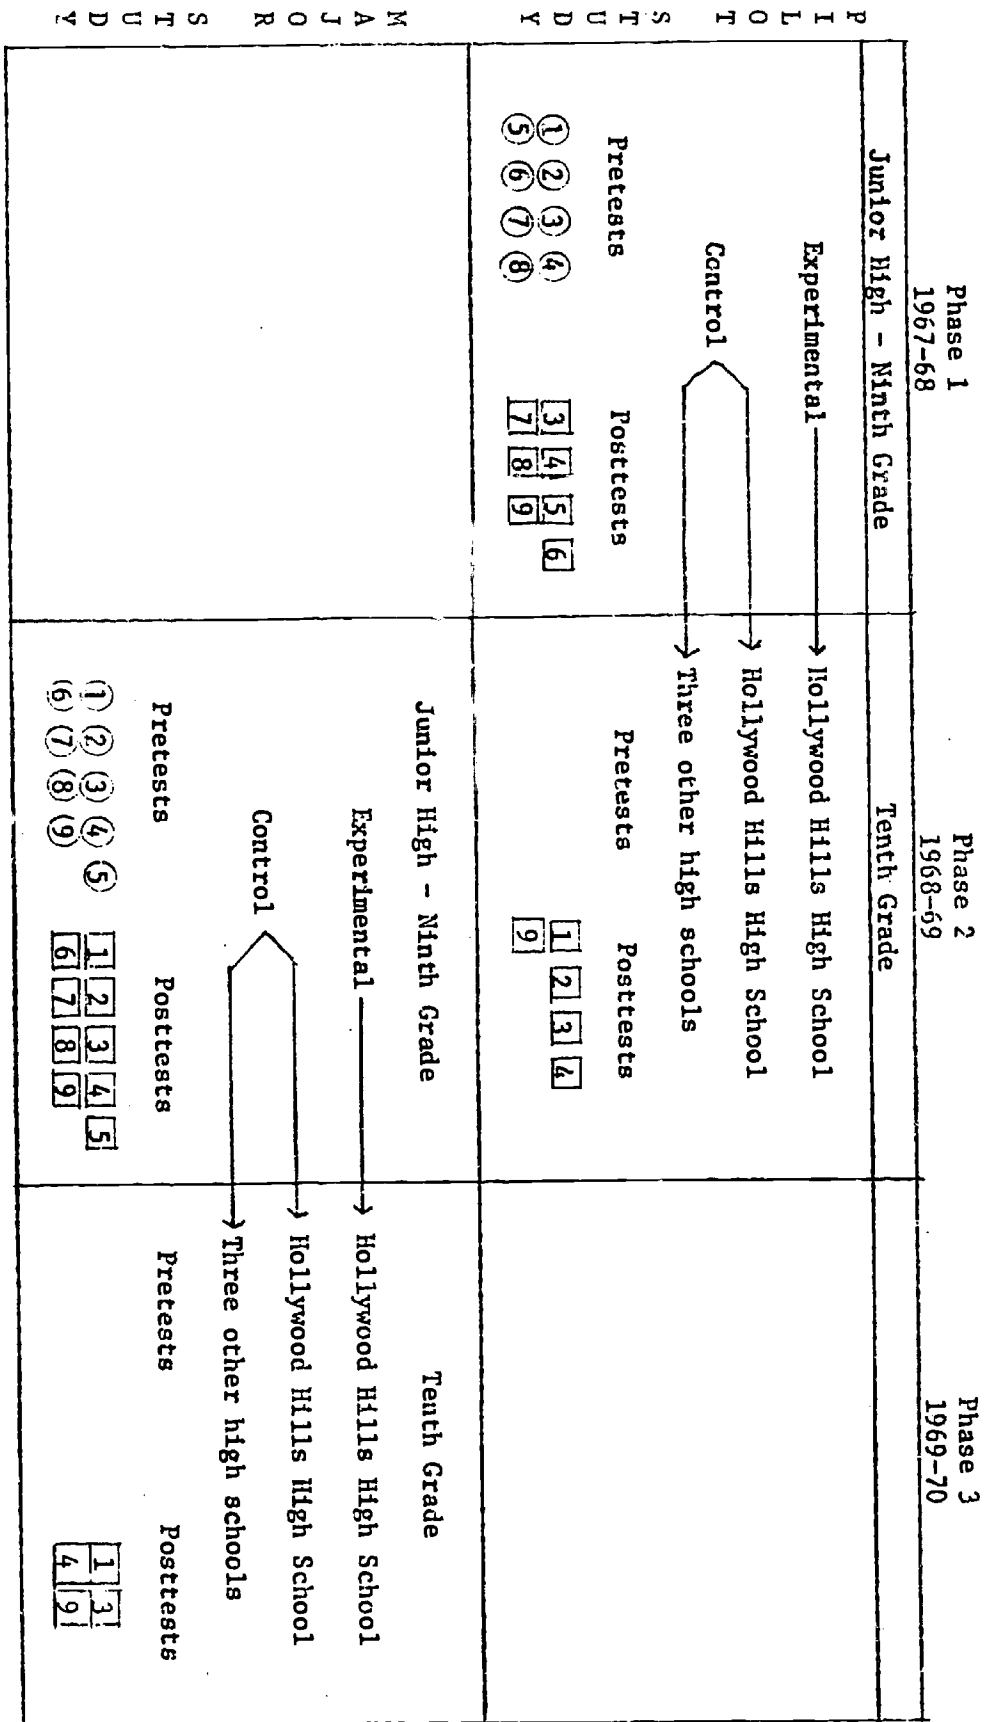 Phase 1
1967-68
Phase 2
1968-69
Phase 3
1969-70
PILOT STUDY
Junior High - Ninth Grade
Experimental
Control
Pretests
1 2 3 4
5 6 7 8
Posttests
3 4 5 6
7 8 9
Tenth Grade
Hollywood Hills High School
Hollywood Hills High School
Three other high schools
Pretests
Posttests
1 2 3 4
9
MAJOR STUDY
Junior High - Ninth Grade
Experimental
Control
Pretests
1 2 3 4 5
6 7 8 9
Posttests
1 2 3 4 5
6 7 8 9
Tenth Grade
Hollywood Hills High School
Hollywood Hills High School
Three other high schools
Pretests
Posttests
1 3
4 9